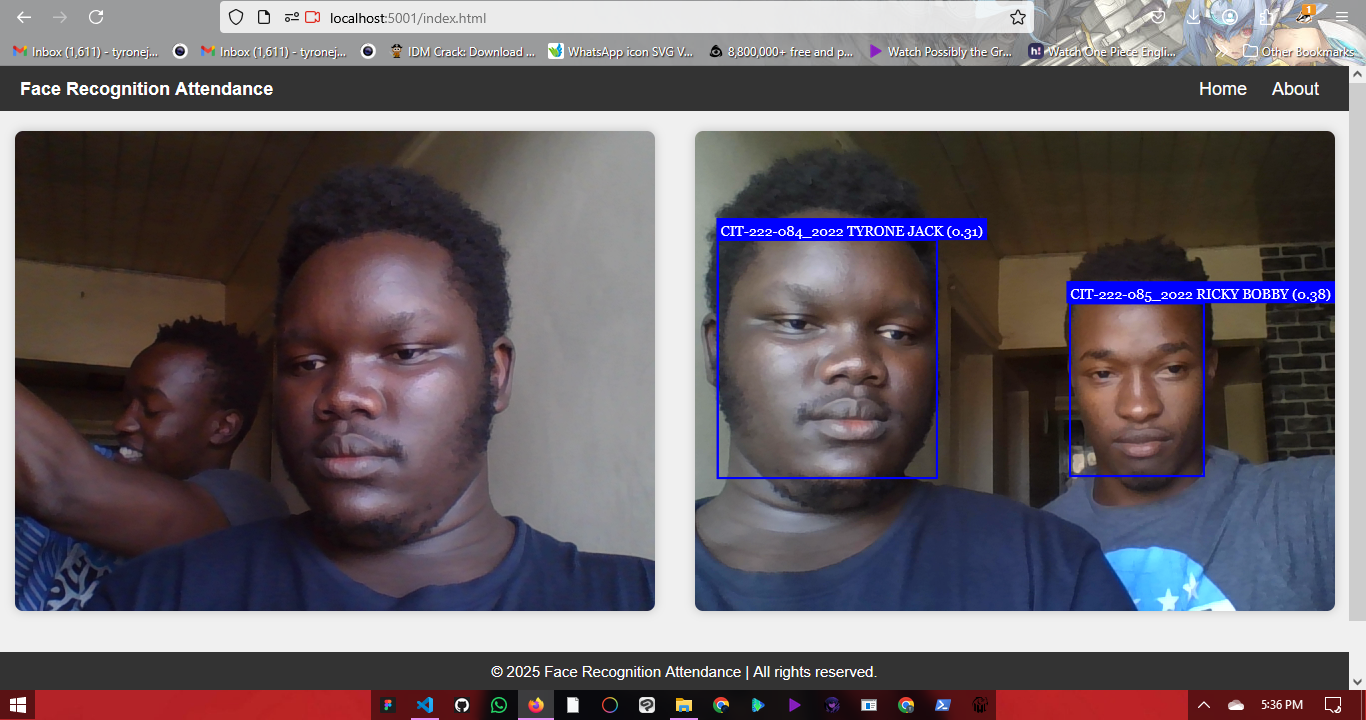 localhost:5001/index.html
Inbox (1,611) - tyronej...
Inbox (1,611) - tyronej...
IDM Crack: Download ...
WhatsApp icon SVG V...
8,800,000+ free and p...
Watch Possibly the Gr...
h!
Watch One Piece Engli...
Other Bookmarks
1
Face Recognition Attendance
Home
About
CIT-222-084_2022 TYRONE JACK (0.31)
CIT-222-085_2022 RICKY BOBBY (0.38)
© 2025 Face Recognition Attendance | All rights reserved.
5:36 PM